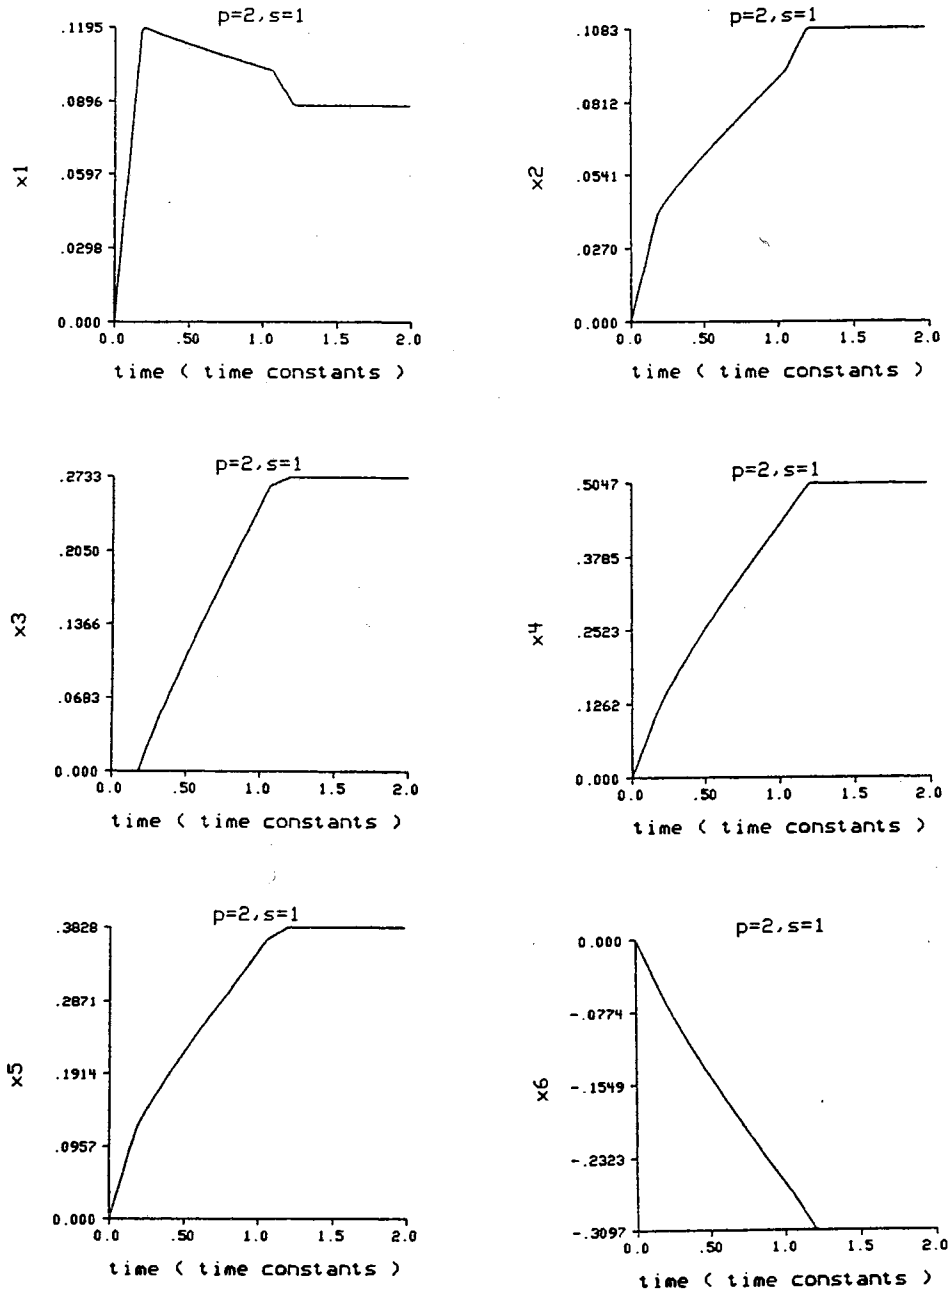 p=2,s=1
.1195
.0896
.0597
.0298
0.000
x1
0.0 .50 1.0 1.5 2.0
time ( time constants )
p=2,s=1
.1083
.0812
.0541
.0270
0.000
x2
0.0 .50 1.0 1.5 2.0
time ( time constants )
p=2,s=1
.2733
.2050
.1366
.0683
0.000
x3
0.0 .50 1.0 1.5 2.0
time ( time constants )
p=2,s=1
.5047
.3785
.2523
.1262
0.000
x4
0.0 .50 1.0 1.5 2.0
time ( time constants )
p=2,s=1
.3828
.2871
.1914
.0957
0.000
x5
0.0 .50 1.0 1.5 2.0
time ( time constants )
p=2,s=1
0.000
-.0774
-.1549
-.2323
-.3097
x6
0.0 .50 1.0 1.5 2.0
time ( time constants )